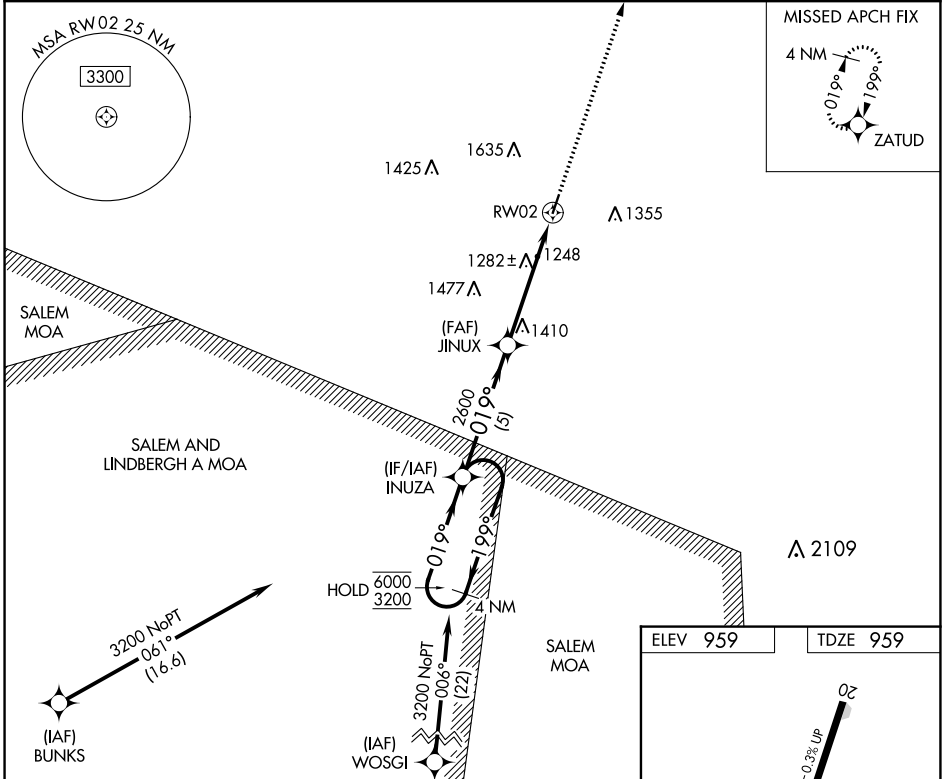 MSA RW02 25 NM
3300
MISSED APCH FIX
4 NM
019°
199°
ZATUD
1635
1425
RW02
1355
1282±
1248
1477
(FAF)
JINUX
1410
SALEM
MOA
2600
019°
(5)
SALEM AND
LINDBERGH A MOA
(IF/IAF)
INUZA
019°
199°
2109
HOLD
6000
3200
4 NM
3200 NoPT
061°
(16.6)
(IAF)
BUNKS
3200 NoPT
006°
(22)
SALEM
MOA
(IAF)
WOSGI
ELEV 959
TDZE 959
20
0.3% UP